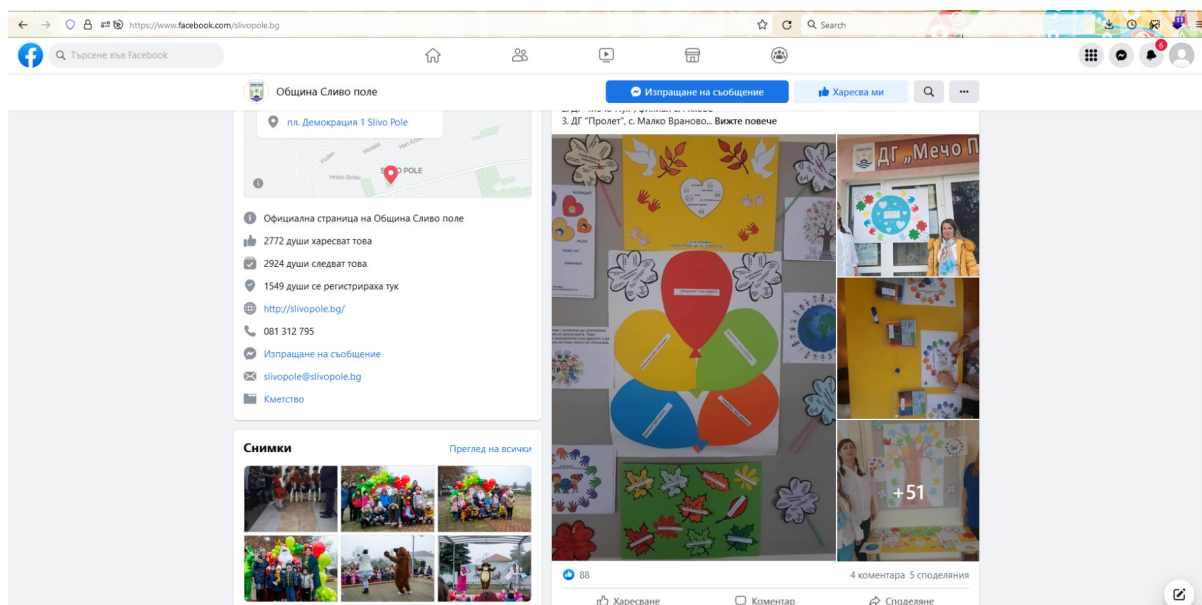 https://www.facebook.com/slivopole.bg
Search
Търсене във Facebook
6
Община Сливо поле
Изпращане на съобщение
Харесва ми
пл. Демокрация 1 Slivo Pole
Hristo Botev
POLE
Официална страница на Община Сливо поле
2772 души харесват това
2924 души следват това
1549 души се регистрираха тук
http://slivopole.bg/
081 312 795
Изпращане на съобщение
slivopole@slivopole.bg
Кметство
Снимки
Преглед на всички
3. ДГ "Пролет", с. Малко Враново... Вижте повече
ДГ „Мечо П
+51
88
4 коментара 5 споделяния
Харесване
Коментар
Споделяне